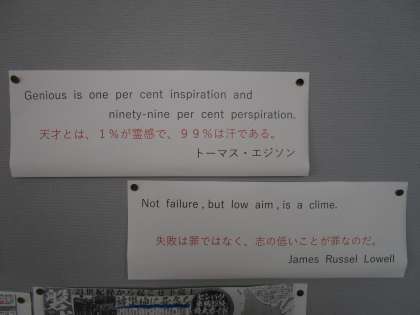 Genious is one per cent inspiration and
ninety-nine per cent perspiration.
天才とは、1%が霊感で、99%は汗である。
トーマス・エジソン
Not failure, but low aim, is a clime.
失敗は罪ではなく、志の低いことが罪なのだ。
James Russel Lowell